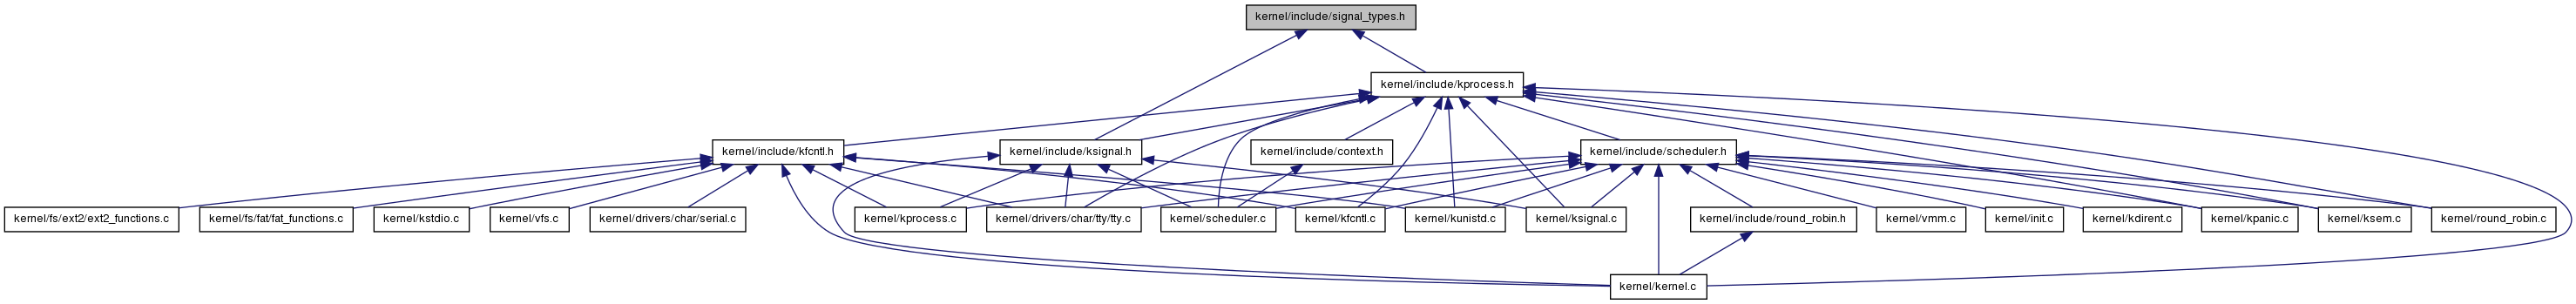 kernel/include/signal_types.h
kernel/include/kprocess.h
kernel/include/kfcntl.h
kernel/include/ksignal.h
kernel/include/context.h
kernel/include/scheduler.h
kernel/fs/ext2/ext2_functions.c
kernel/fs/fat/fat_functions.c
kernel/kstdio.c
kernel/vfs.c
kernel/drivers/char/serial.c
kernel/kprocess.c
kernel/drivers/char/tty/tty.c
kernel/scheduler.c
kernel/kfcntl.c
kernel/kunistd.c
kernel/ksignal.c
kernel/include/round_robin.h
kernel/vmm.c
kernel/init.c
kernel/kdirent.c
kernel/kpanic.c
kernel/ksem.c
kernel/round_robin.c
kernel/kernel.c